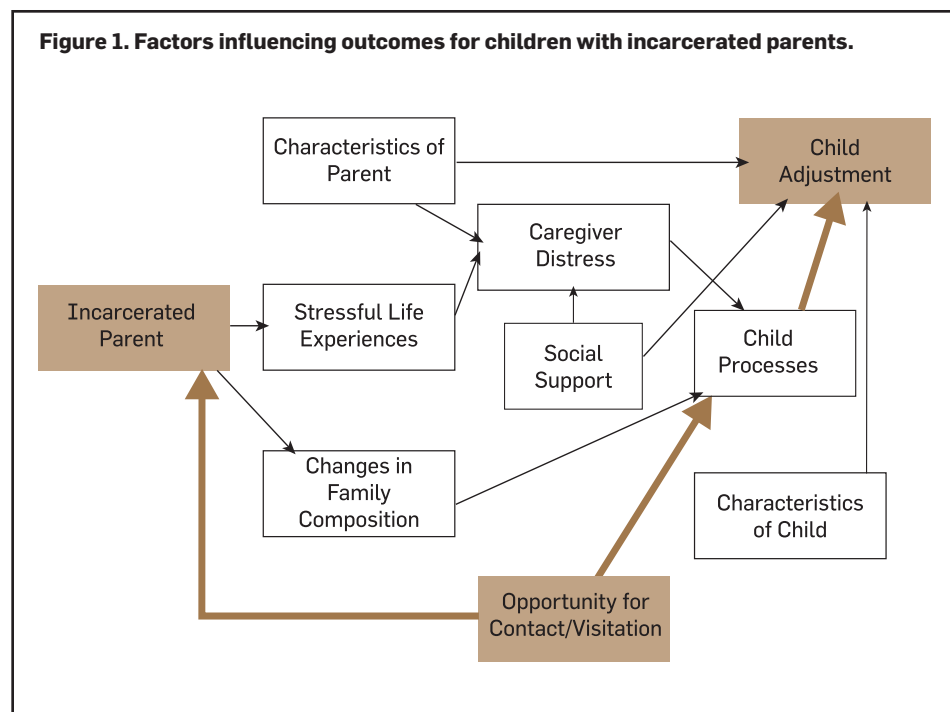 Figure 1. Factors influencing outcomes for children with incarcerated parents.
Characteristics of
Parent
Child
Adjustment
Caregiver
Distress
Incarcerated
Parent
Stressful Life
Experiences
Social
Support
Child
Processes
Changes in
Family
Composition
Characteristics
of Child
Opportunity for
Contact/Visitation